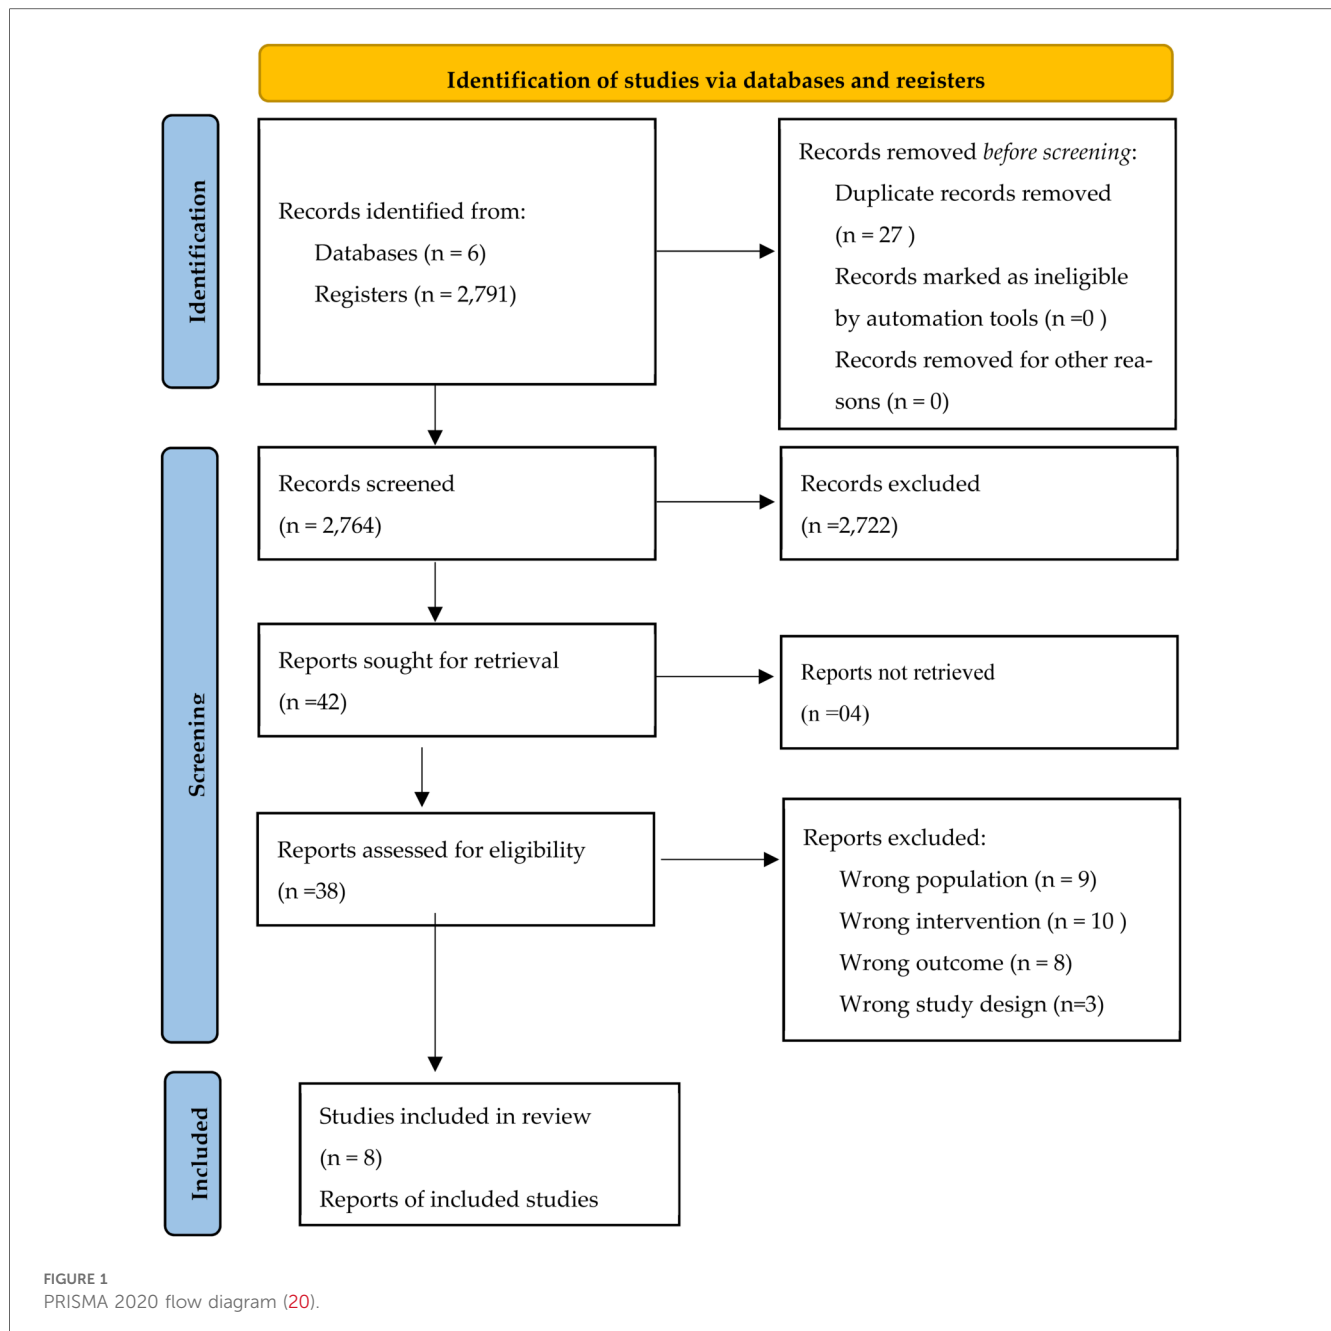 Identification of studies via databases and registers
Identification
Records identified from:
Databases (n = 6)
Registers (n = 2,791)
Records removed before screening:
Duplicate records removed
(n = 27 )
Records marked as ineligible
by automation tools (n =0 )
Records removed for other rea-
sons (n = 0)
Screening
Records screened
(n = 2,764)
Records excluded
(n =2,722)
Reports sought for retrieval
(n =42)
Reports not retrieved
(n =04)
Reports assessed for eligibility
(n =38)
Reports excluded:
Wrong population (n = 9)
Wrong intervention (n = 10 )
Wrong outcome (n = 8)
Wrong study design (n=3)
Included
Studies included in review
(n = 8)
Reports of included studies
FIGURE 1
PRISMA 2020 flow diagram (20).